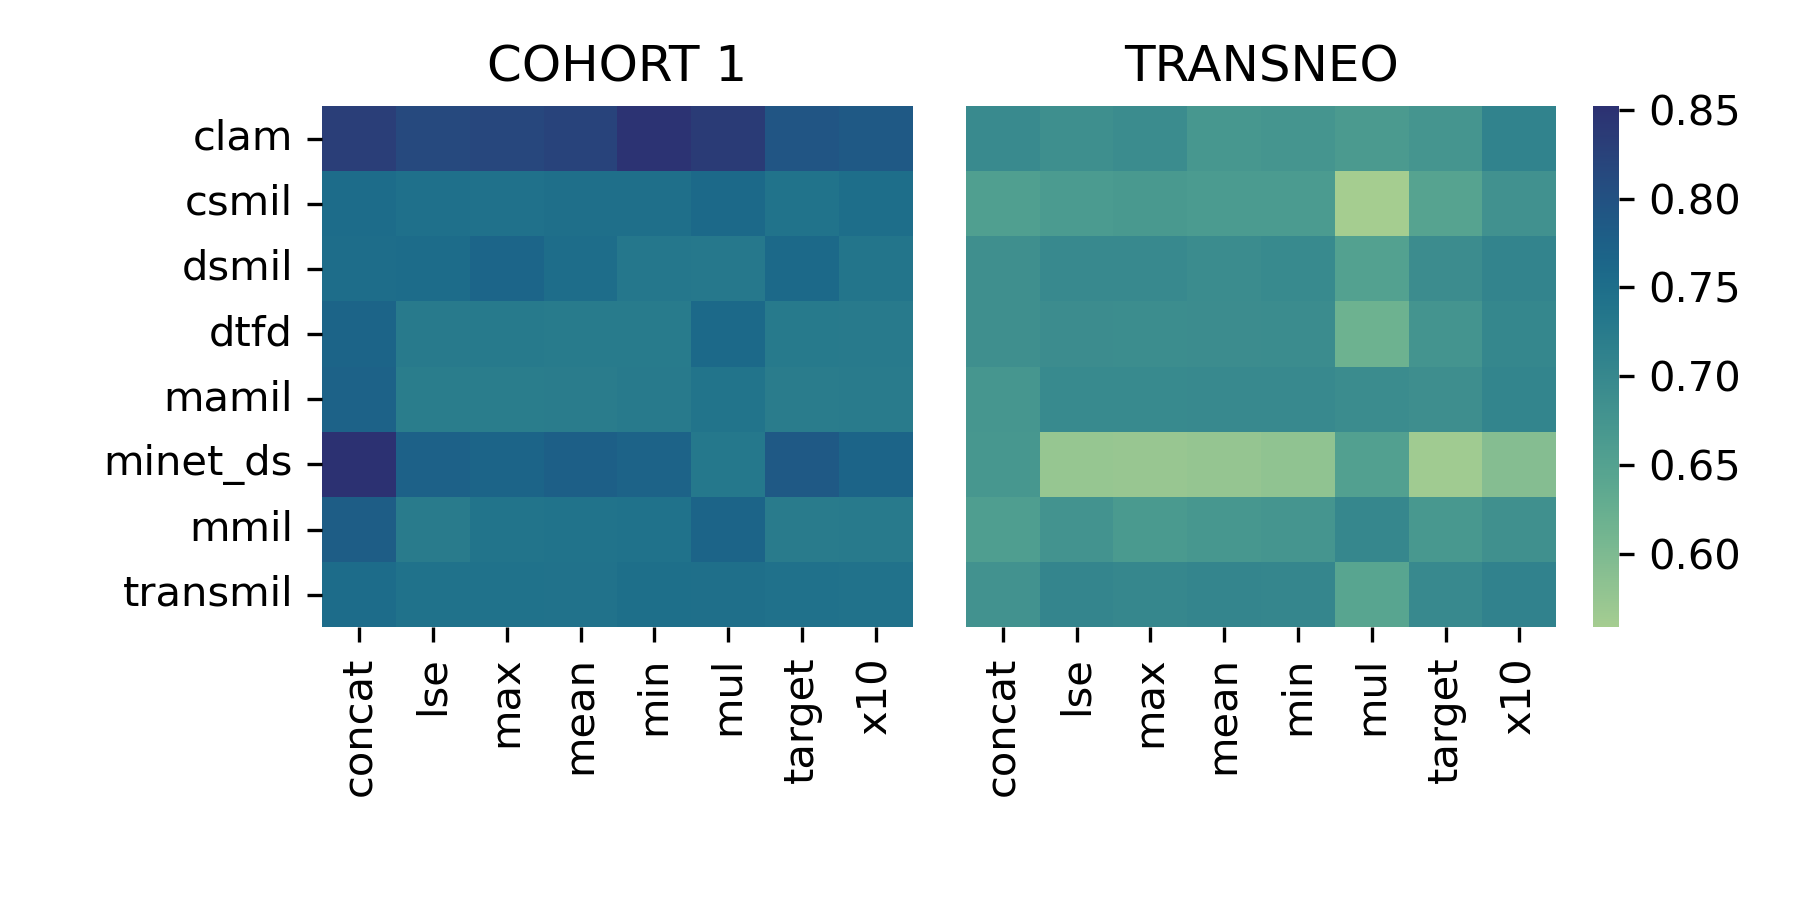 COHORT 1
TRANSNEO
clam
csmil
dsmil
dtfd
mamil
minet_ds
mmil
transmil
concat
lse
max
mean
min
mul
target
x10
concat
lse
max
mean
min
mul
target
x10
0.85
0.80
0.75
0.70
0.65
0.60